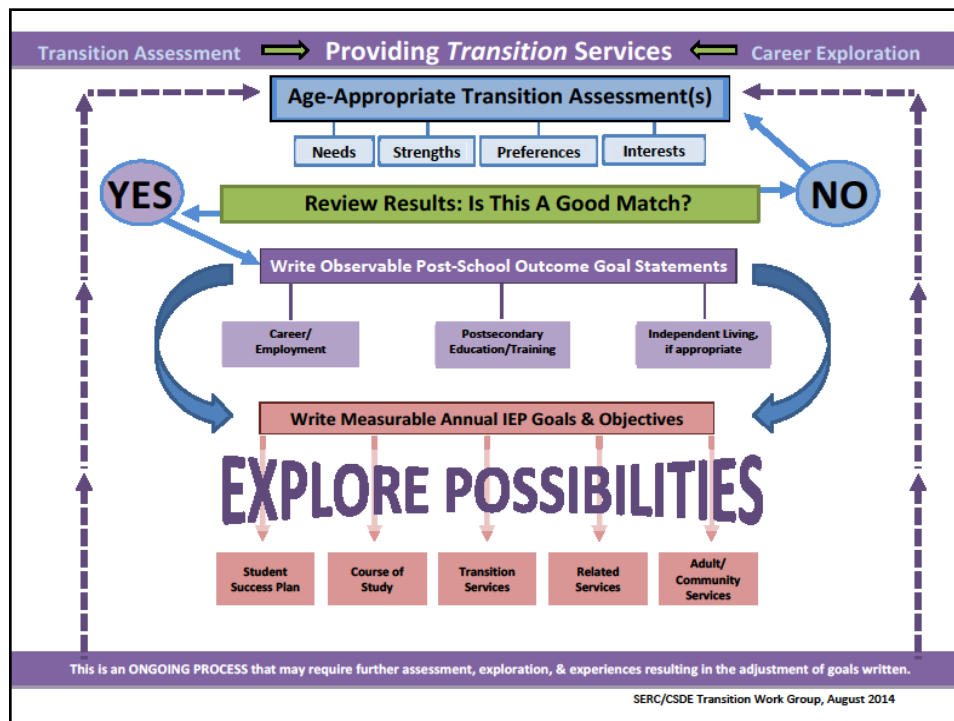 Transition Assessment Providing Transition Services Career Exploration
Age-Appropriate Transition Assessment(s)
Needs Strengths Preferences Interests
YES
Review Results: Is This A Good Match?
NO
Write Observable Post-School Outcome Goal Statements
Career/
Employment
Postsecondary
Education/Training
Independent Living,
if appropriate
Write Measurable Annual IEP Goals & Objectives
EXPLORE POSSIBILITIES
Student
Success Plan
Course of
Study
Transition
Services
Related
Services
Adult/
Community
Services
This is an ONGOING PROCESS that may require further assessment, exploration, & experiences resulting in the adjustment of goals written.
SERC/CSDE Transition Work Group, August 2014